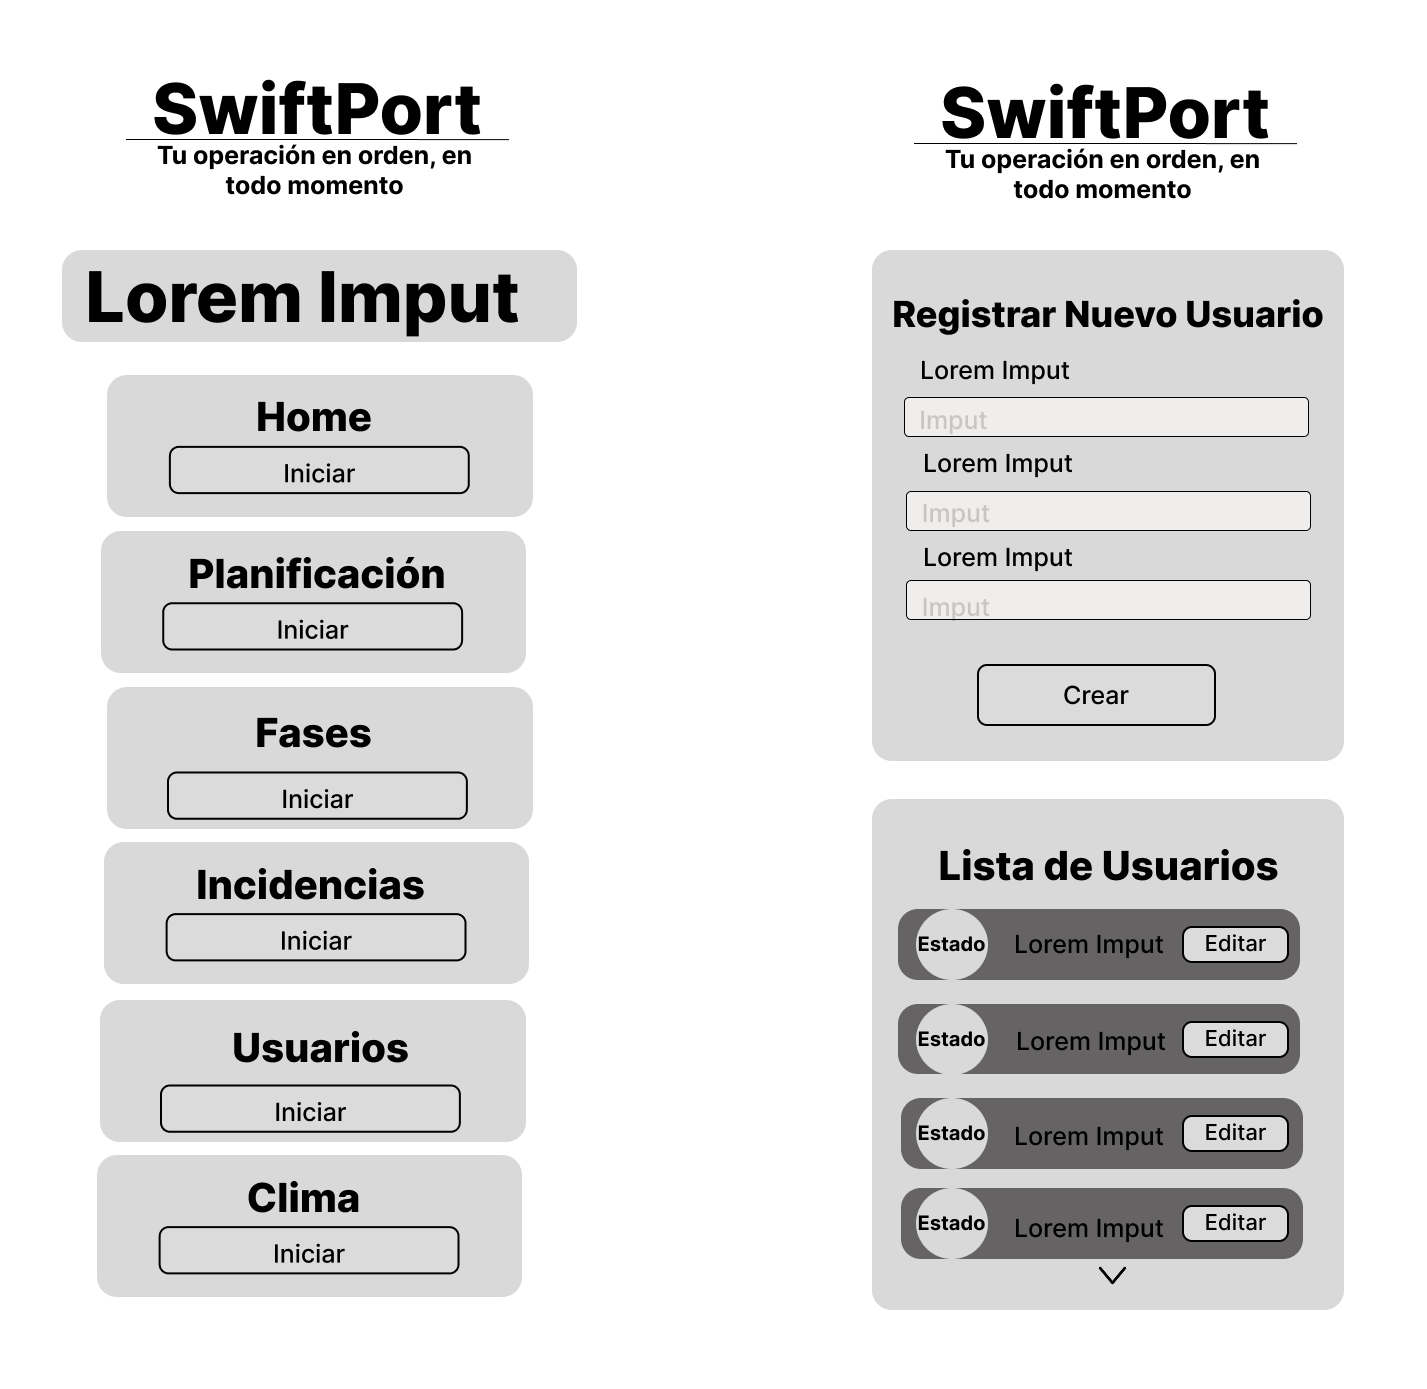 SwiftPort
Tu operación en orden, en
todo momento
Lorem Imput
Home
Iniciar
Planificación
Iniciar
Fases
Iniciar
Incidencias
Iniciar
Usuarios
Iniciar
Clima
Iniciar
SwiftPort
Tu operación en orden, en
todo momento
Registrar Nuevo Usuario
Lorem Imput
Imput
Lorem Imput
Imput
Lorem Imput
Imput
Crear
Lista de Usuarios
Estado Lorem Imput Editar
Estado Lorem Imput Editar
Estado Lorem Imput Editar
Estado Lorem Imput Editar